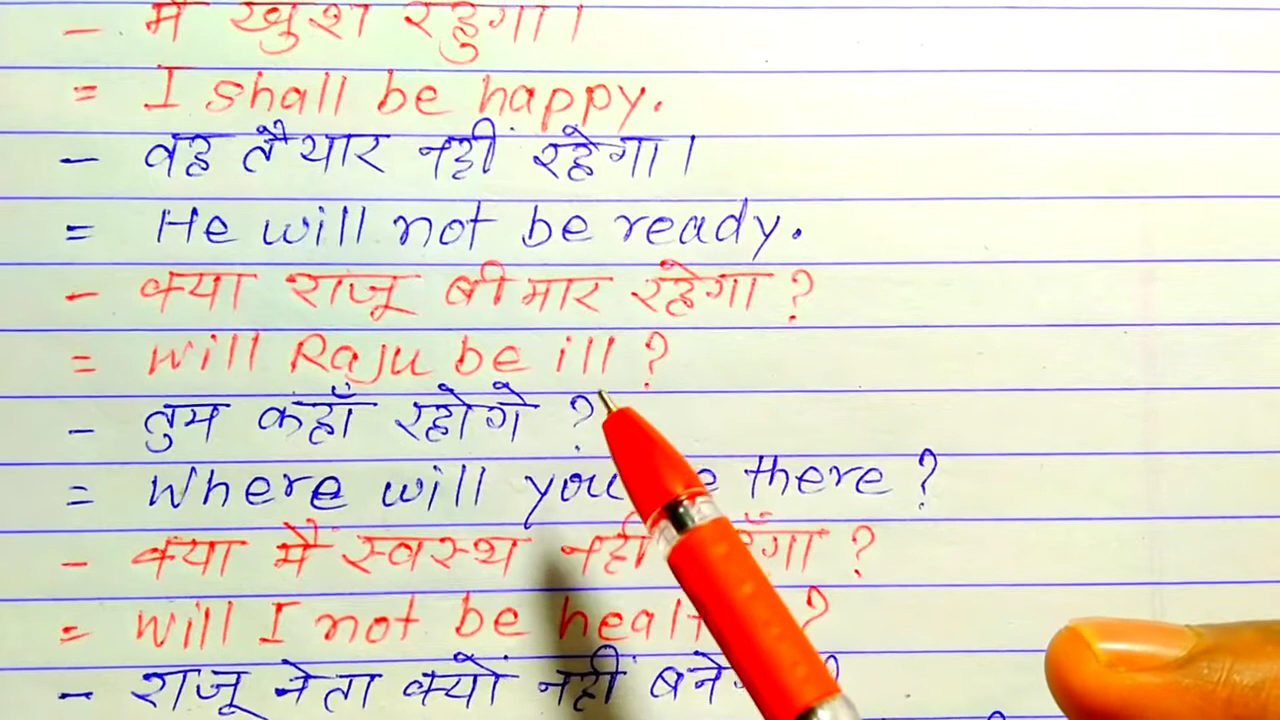 - मैं खुश रहुगा।
= I shall be happy.
- वह तैयार नहीं रहेगा।
= He will not be ready.
- क्या राजू बीमार रहेगा ?
= Will Raju be ill ?
- तुम कहाँ रहोगे ?
= Where will you there ?
- क्या मैं स्वस्थ नहीं ?
= Will I not be ?
- राजू नेता क्यों नहीं